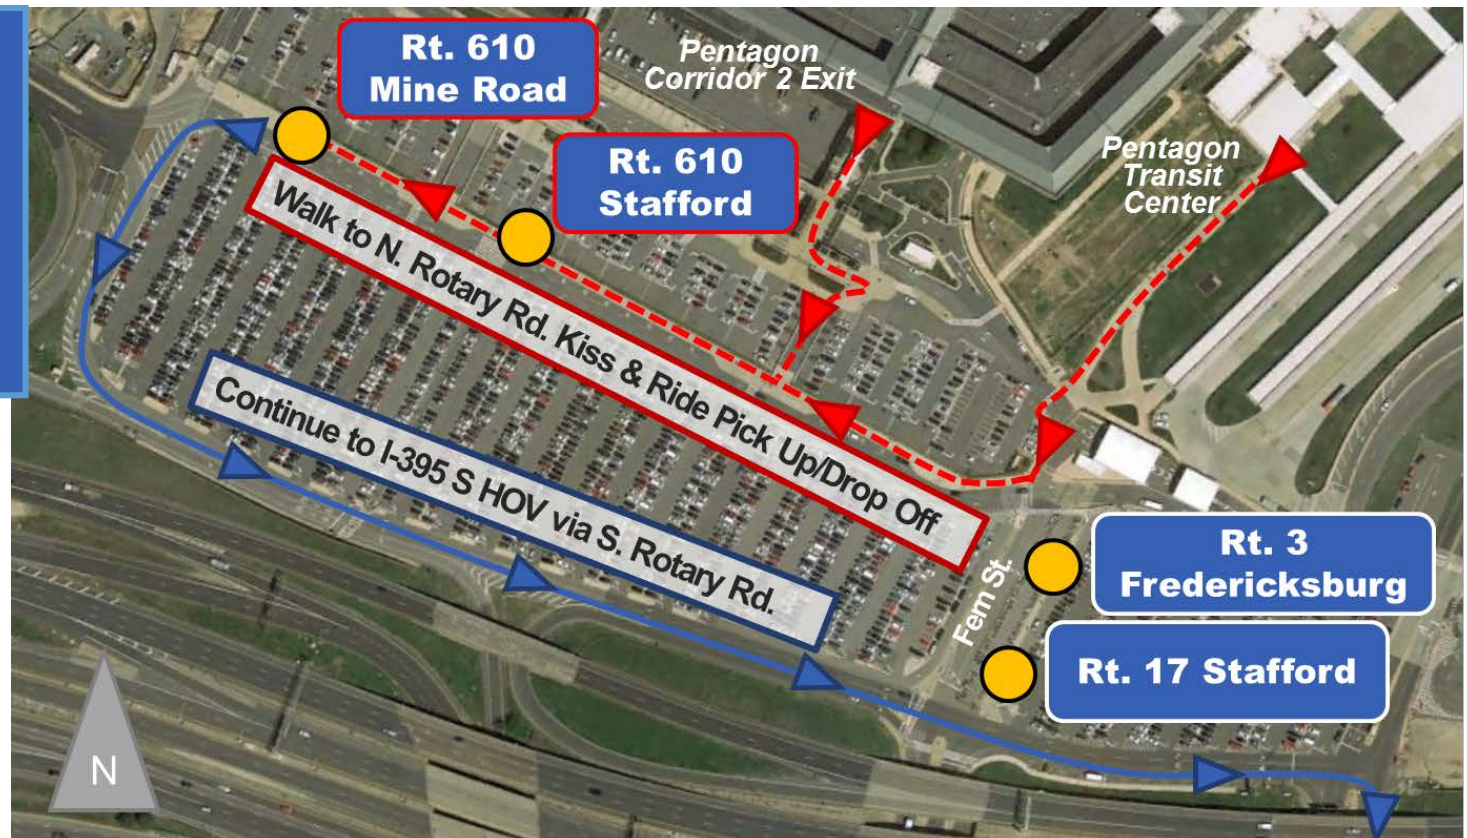 Rt. 610
Mine Road
Pentagon
Corridor 2 Exit
Rt. 610
Stafford
Pentagon
Transit
Center
Walk to N. Rotary Rd. Kiss & Ride Pick Up/Drop Off
Continue to I-395 S HOV via S. Rotary Rd.
Fern St.
Rt. 3
Fredericksburg
Rt. 17 Stafford
N